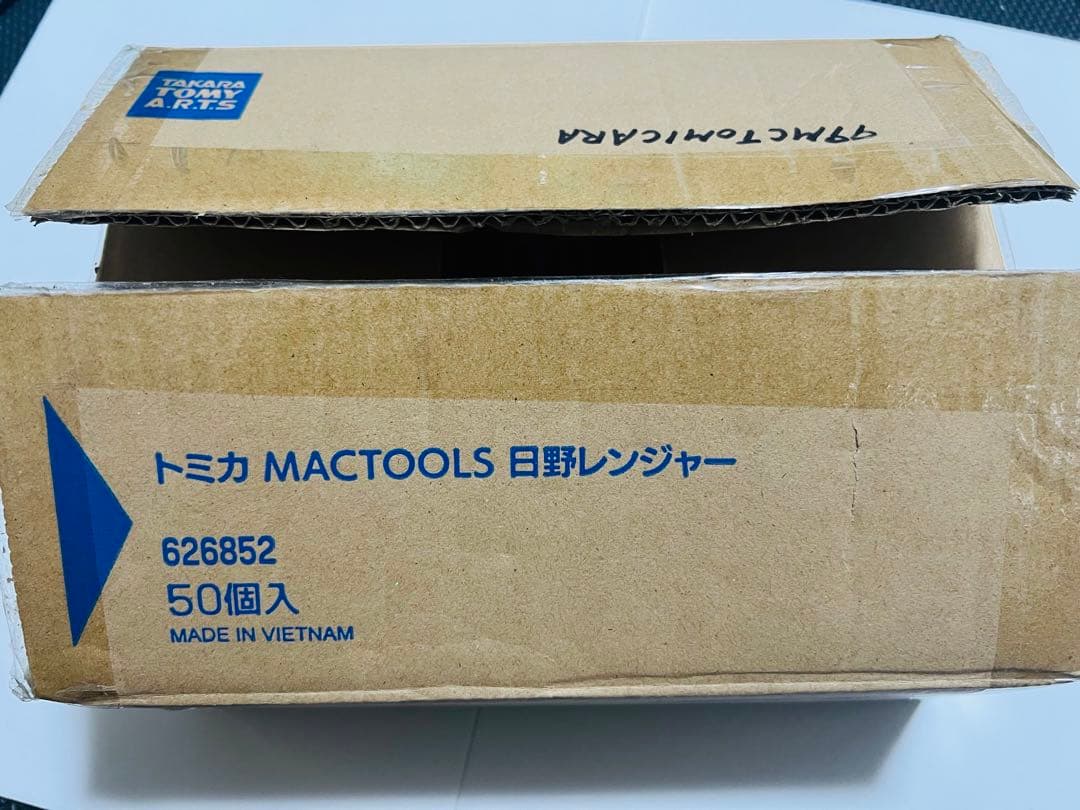 TAKARA
TOMY
A.R.T.S
99MCTOMICARA
トミカ MACTOOLS 日野レンジャー
626852
50個入
MADE IN VIETNAM